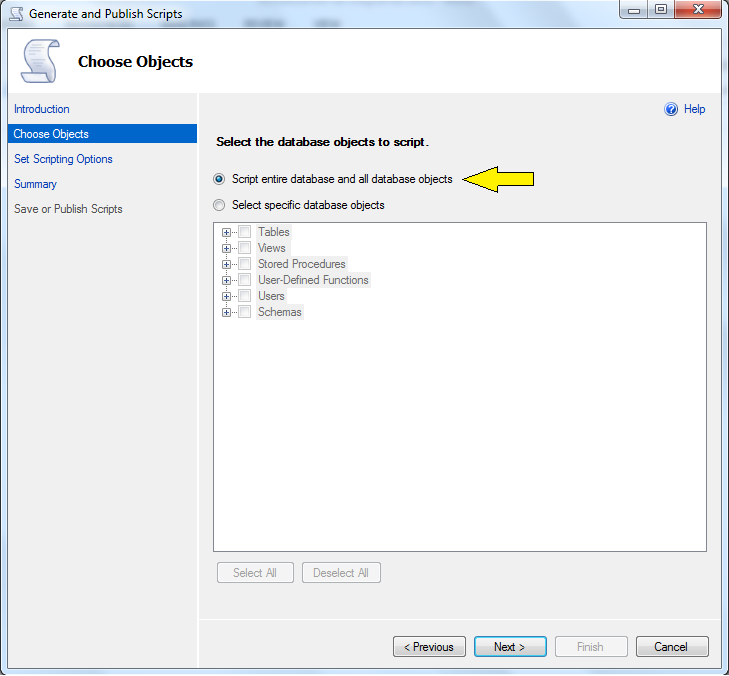 Generate and Publish Scripts
Choose Objects
Introduction
Choose Objects
Set Scripting Options
Summary
Save or Publish Scripts
Help
Select the database objects to script.
Script entire database and all database objects
Select specific database objects
Tables
Views
Stored Procedures
User-Defined Functions
Users
Schemas
Select All
Deselect All
< Previous
Next >
Finish
Cancel